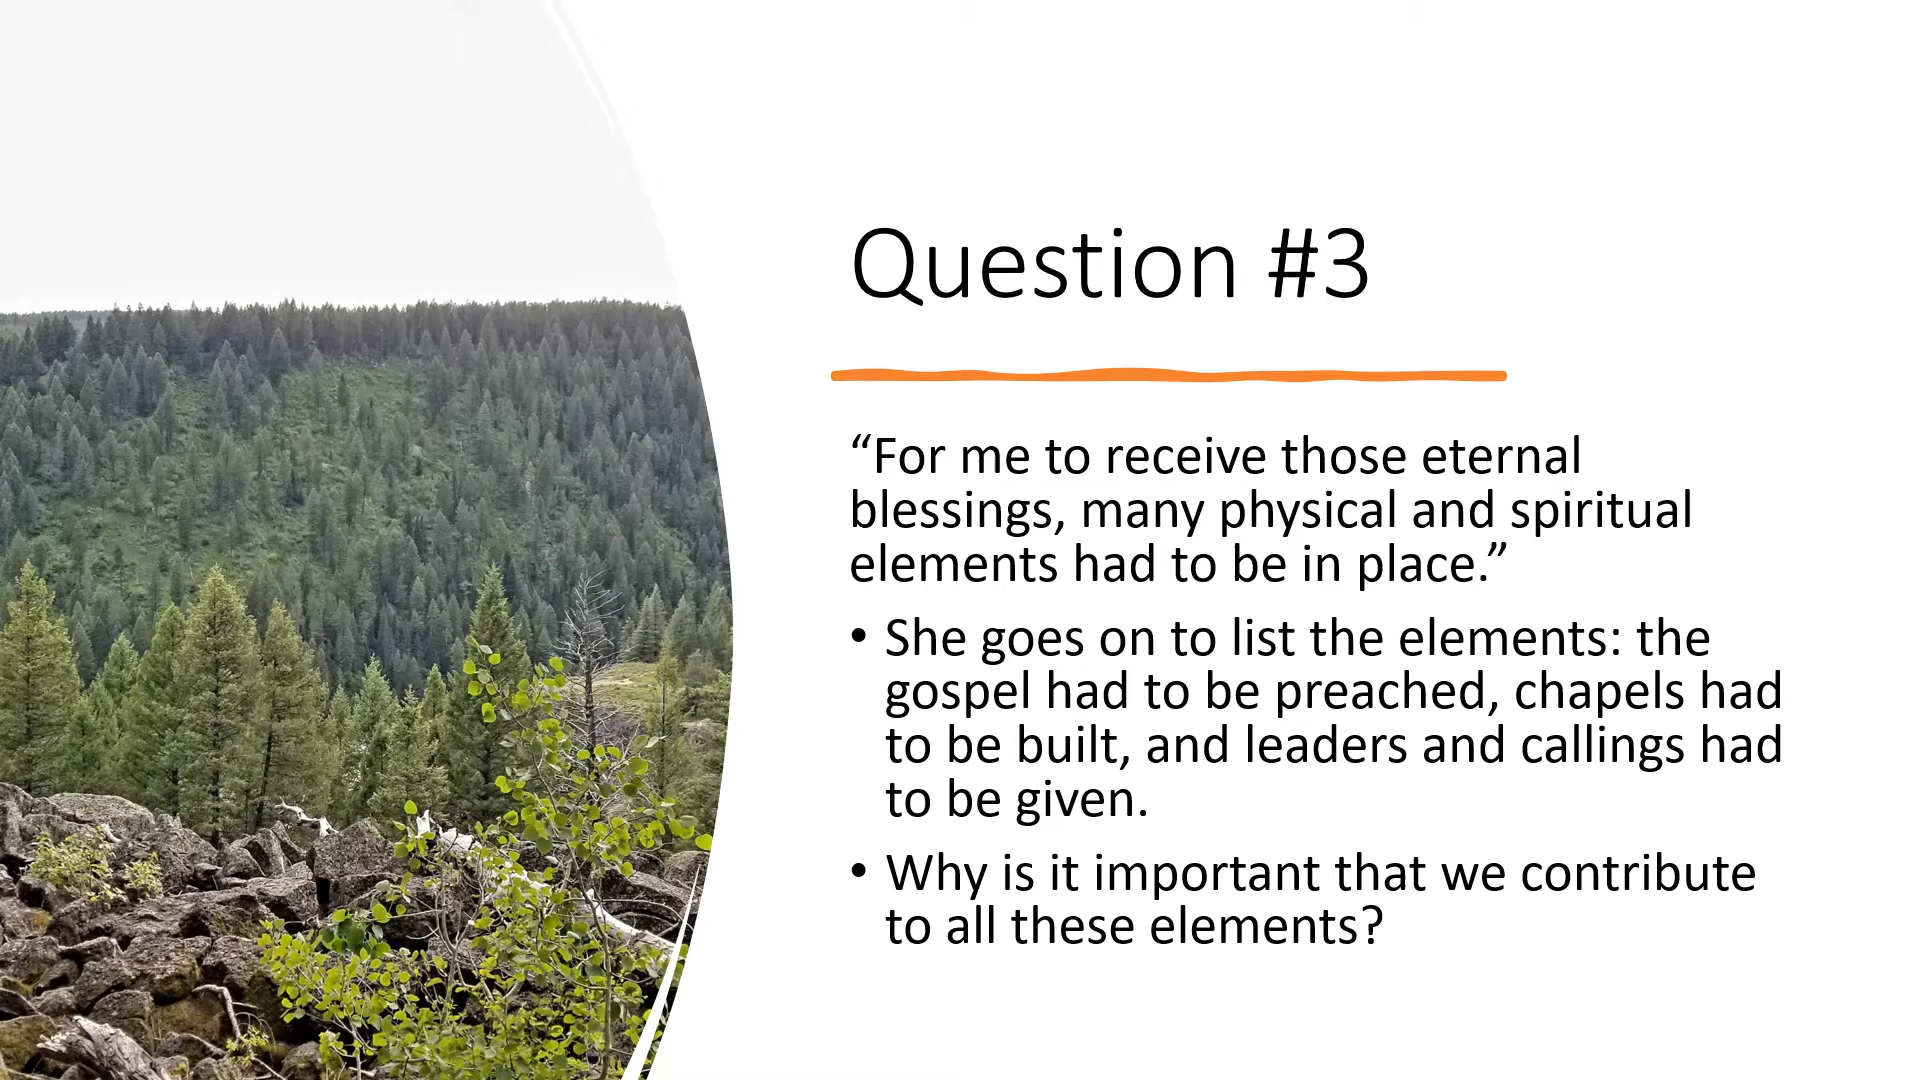 Question #3
“For me to receive those eternal
blessings, many physical and spiritual
elements had to be in place.”
• She goes on to list the elements: the
gospel had to be preached, chapels had
to be built, and leaders and callings had
to be given.
• Why is it important that we contribute
to all these elements?